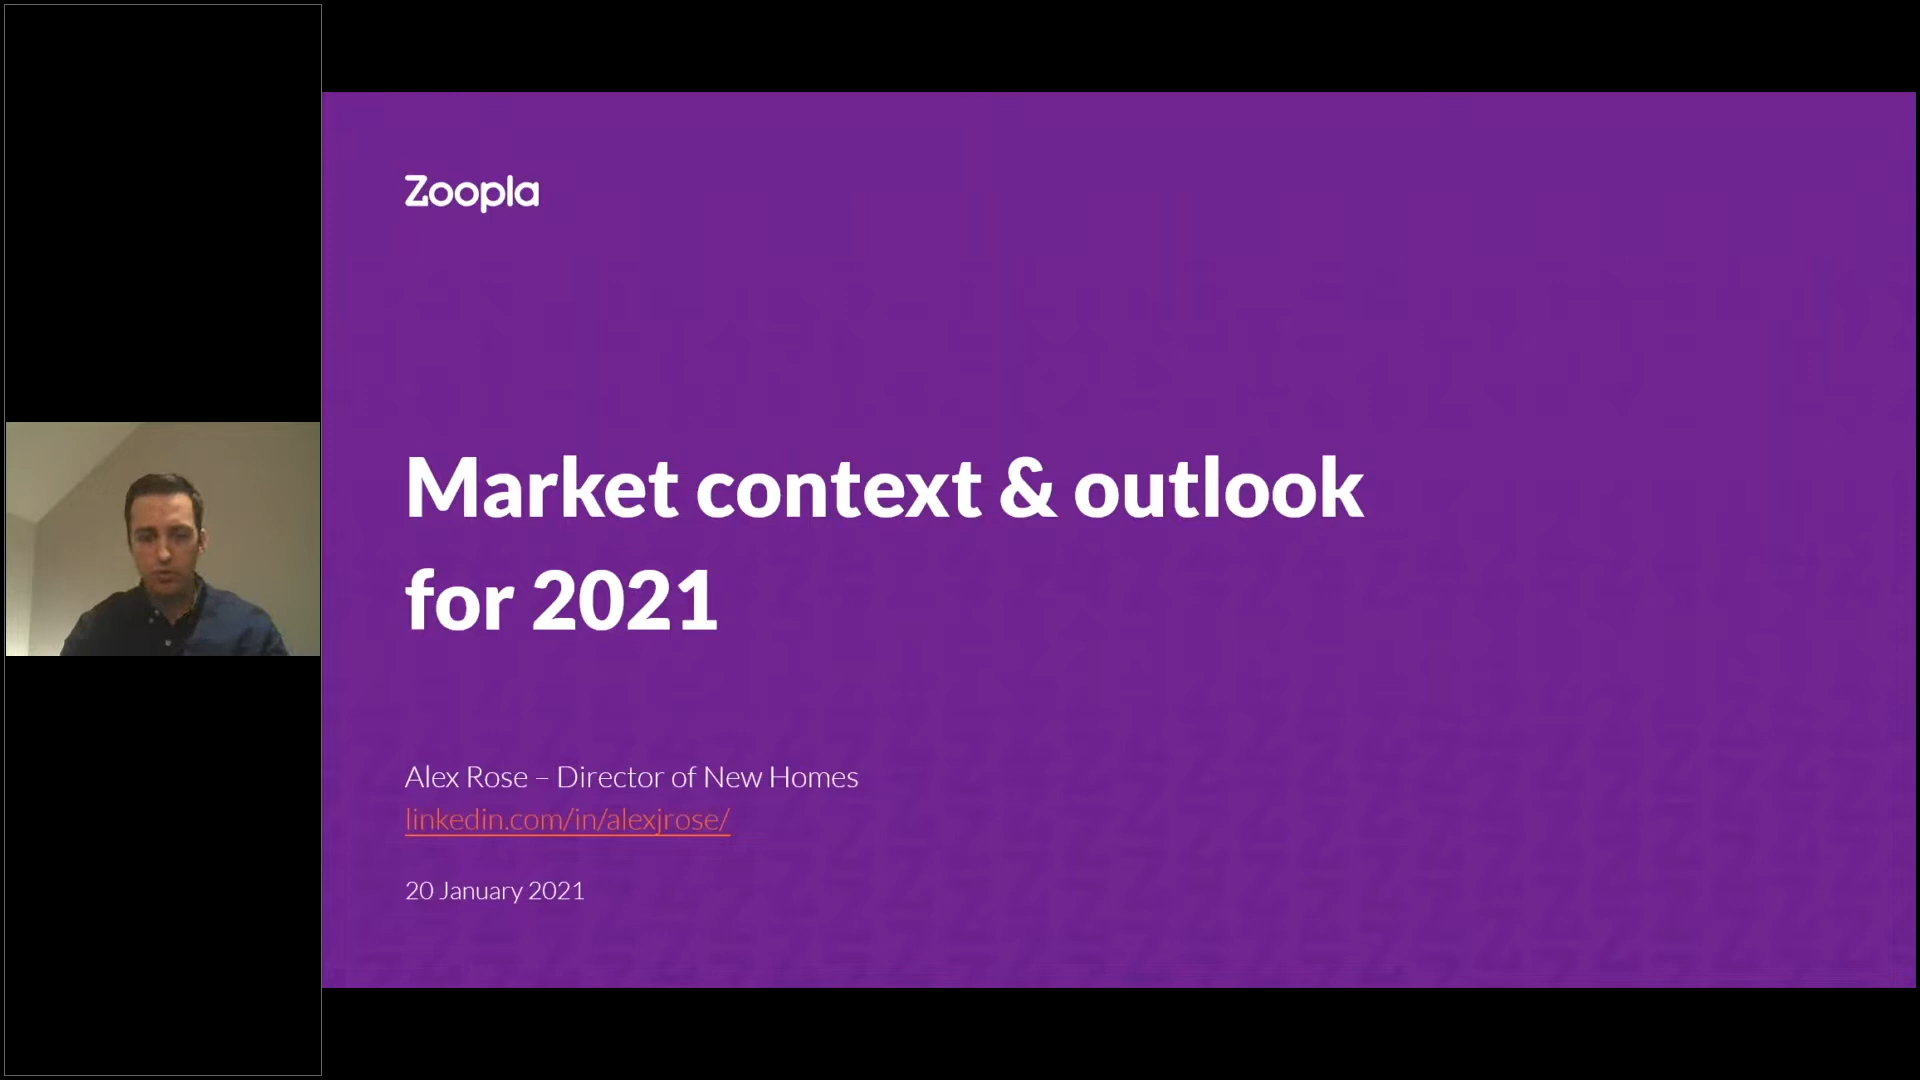 Zoopla
Market context & outlook
for 2021
Alex Rose – Director of New Homes
linkedin.com/in/alexjrose/
20 January 2021